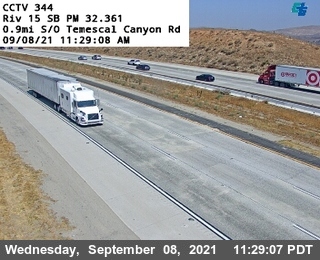 CCTV 344
Riv 15 SB PM 32.361
0.9mi S/O Temescal Canyon Rd
09/08/21 11:29:08 AM
Wednesday, September 08, 2021 11:29:07 PDT